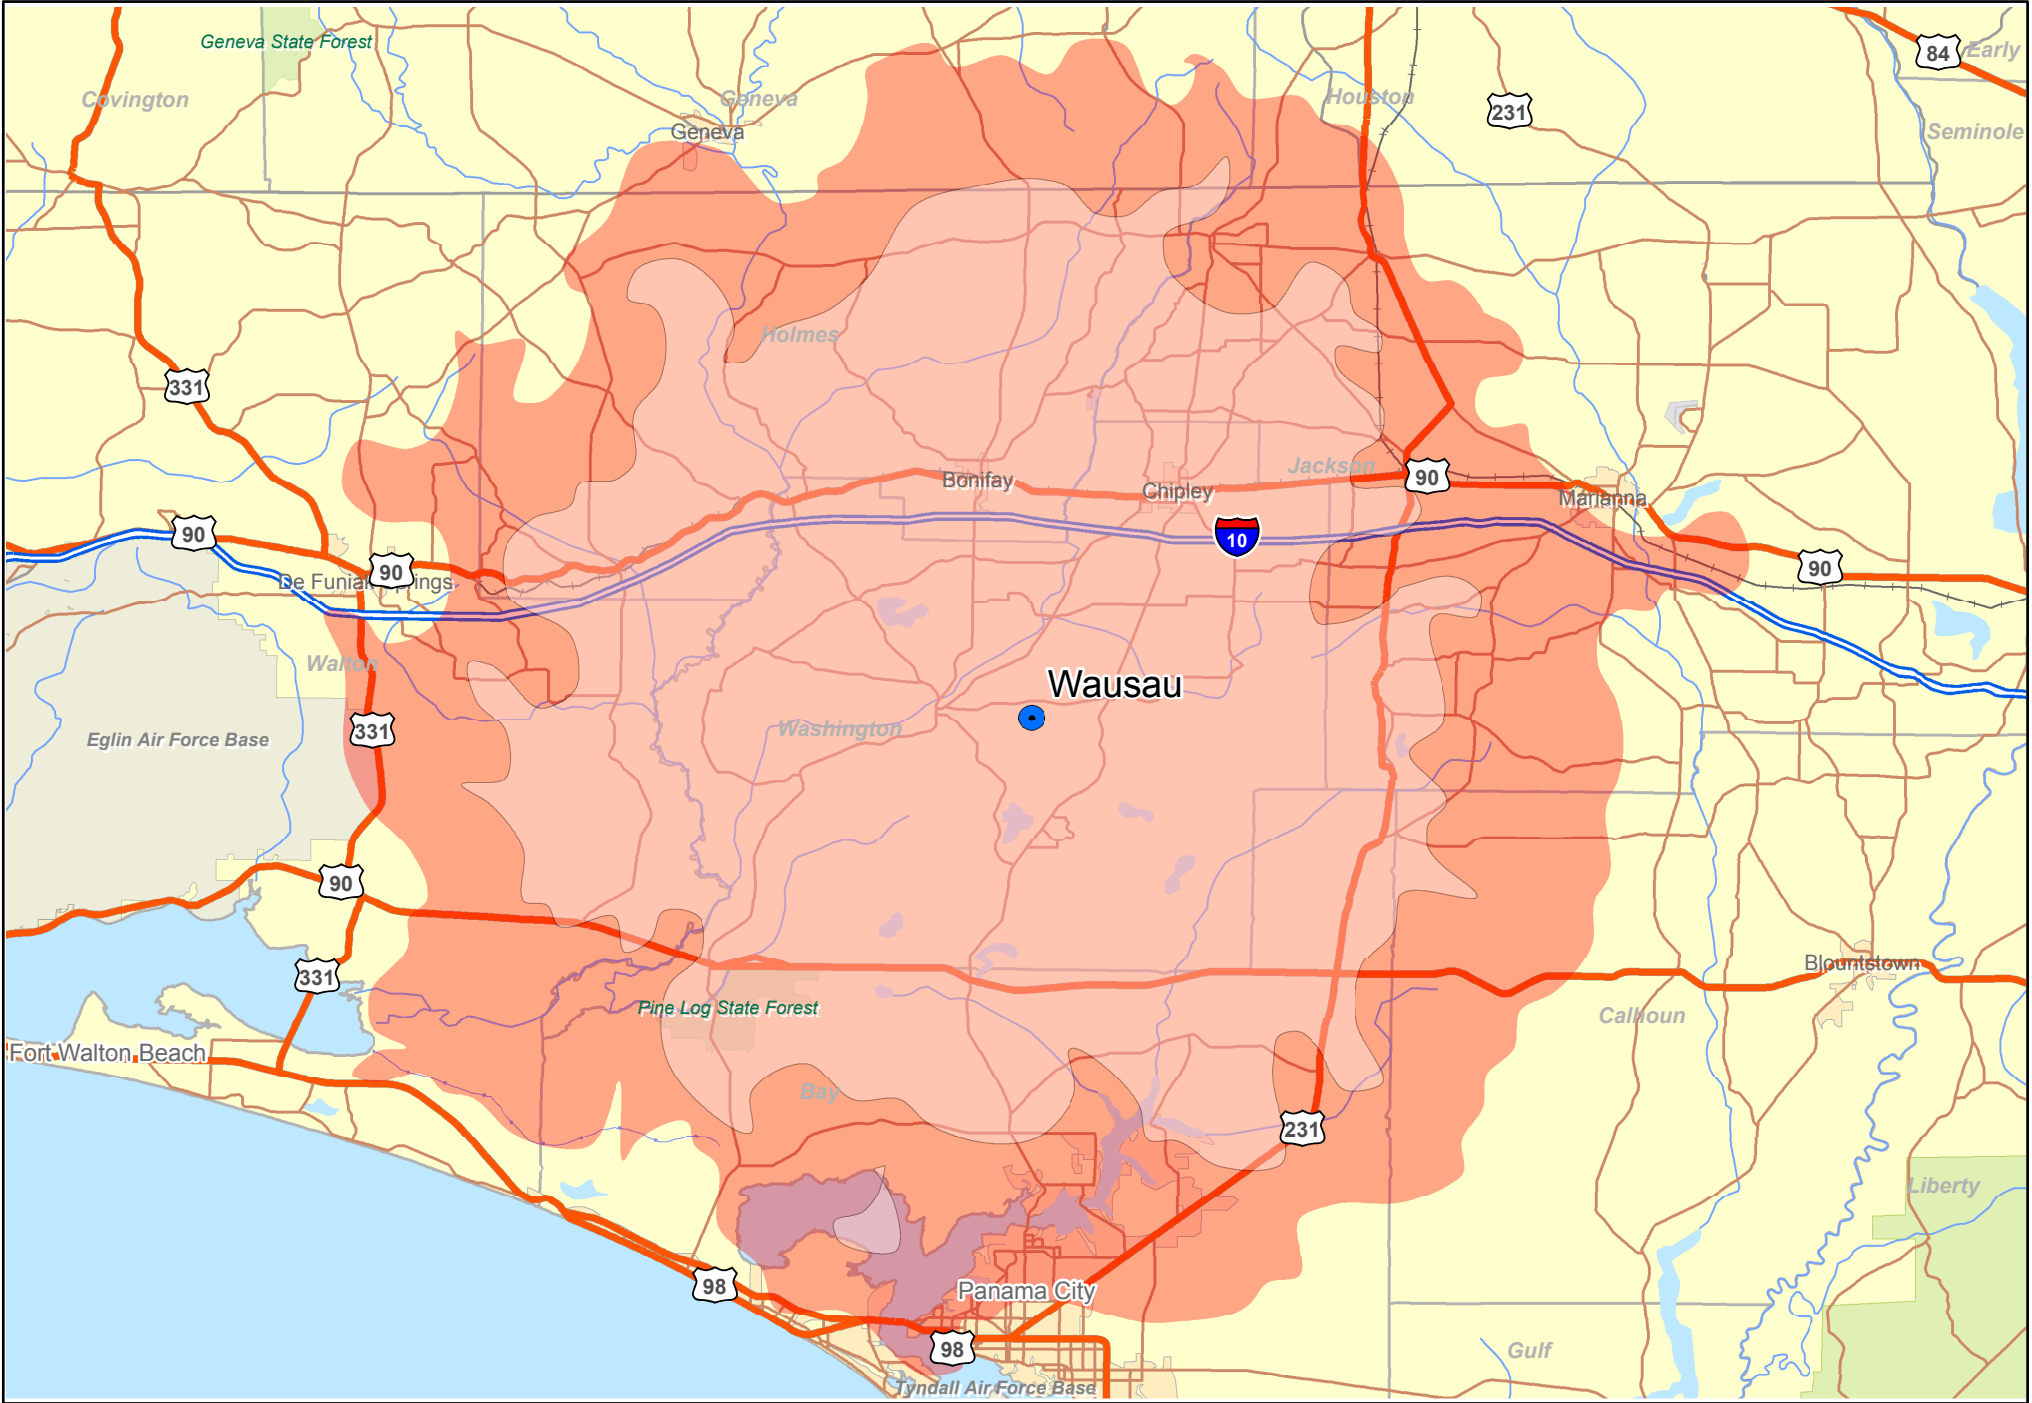 Geneva State Forest
84
Early
Covington
Geneva
Houston
231
Geneva
Seminole
Holmes
331
Jackson
Bonifay
90
Chipley
Marianna
90
10
90
90
De Funiak Springs
Walton
Wausau
331
Washington
Eglin Air Force Base
90
Blountstown
331
Pine Log State Forest
Calhoun
Fort Walton Beach
Bay
231
Liberty
98
Panama City
98
Gulf
Tyndall Air Force Base